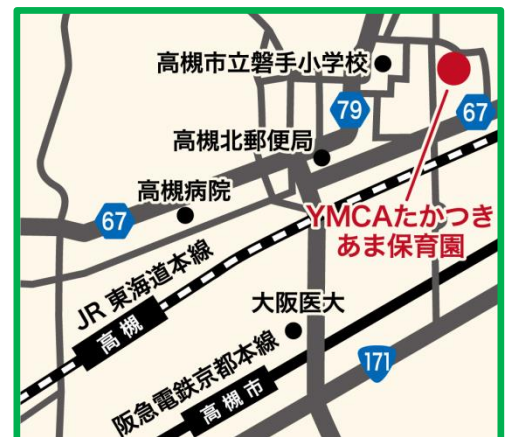 高槻市立磐手小学校
79
67
高槻北郵便局
高槻病院
67
YMCAたかつき
あま保育園
JR東海道本線
高槻
大阪医大
171
阪急電鉄京都本線
高槻市